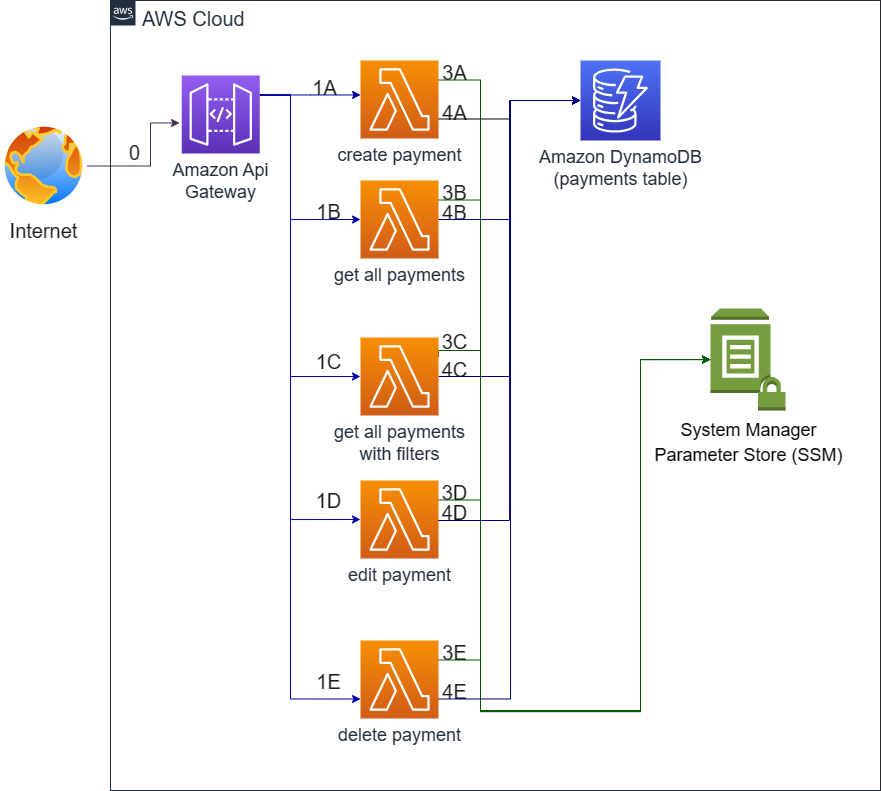 aws
AWS Cloud
0
Internet
Amazon Api
Gateway
1A
3A
4A
create payment
Amazon DynamoDB
(payments table)
1B
3B
4B
get all payments
1C
3C
4C
get all payments
with filters
System Manager
Parameter Store (SSM)
1D
3D
4D
edit payment
1E
3E
4E
delete payment